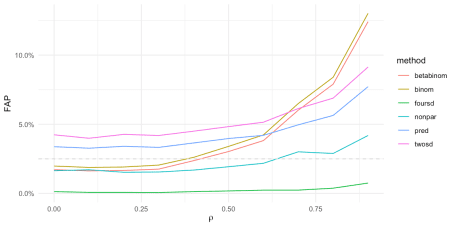 10.0%
5.0%
0.0%
FAP
0.00
0.25
0.50
0.75
ρ
method
betabinom
binom
foursd
nonpar
pred
twosd